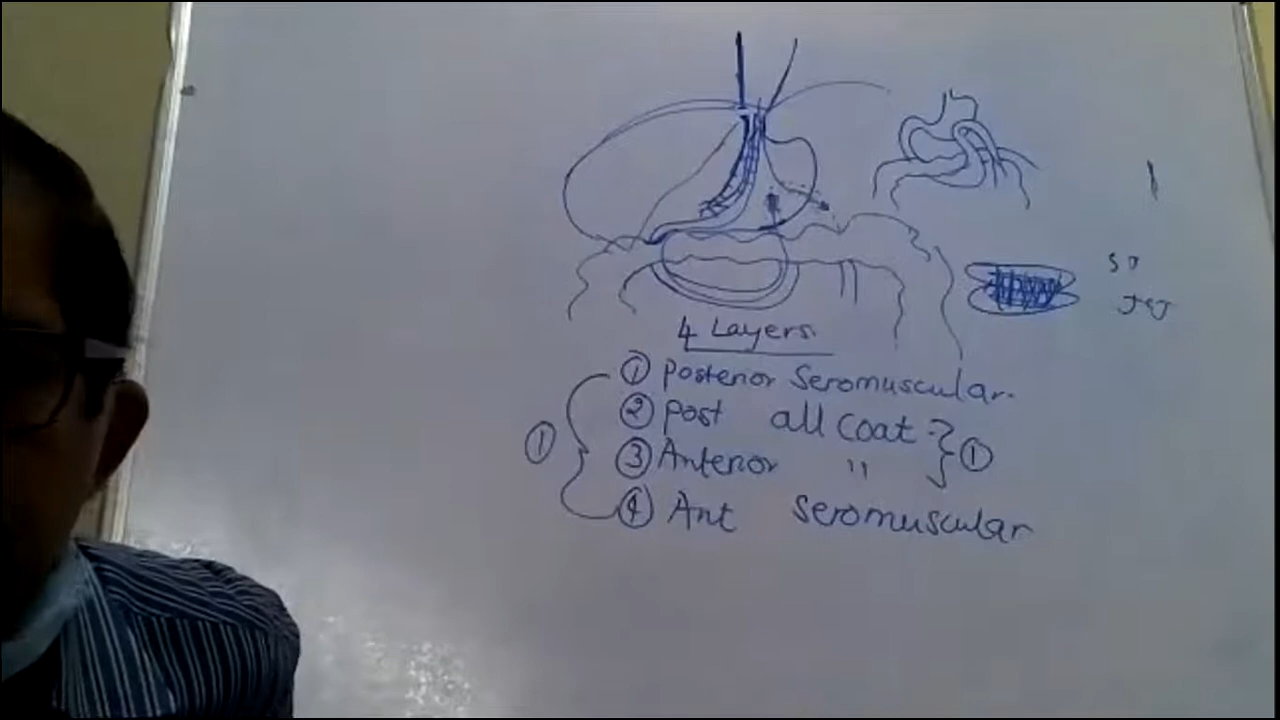 4 Layers
① Posterior Seromuscular.
② post all coat
③ Anterior "
④ Ant seromuscular
①
①